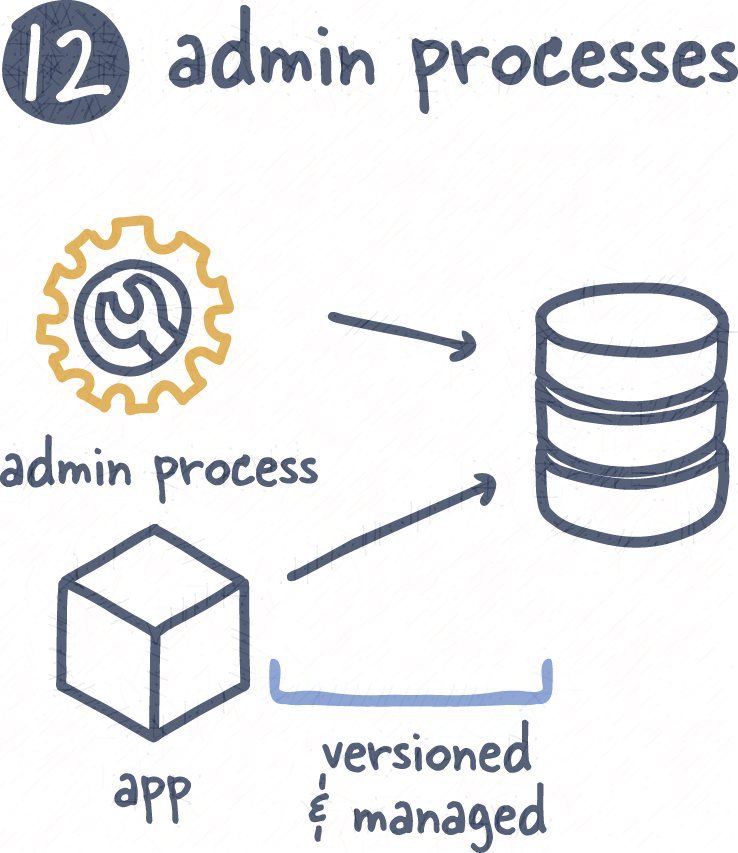 12 admin processes
admin process
app
versioned
& managed